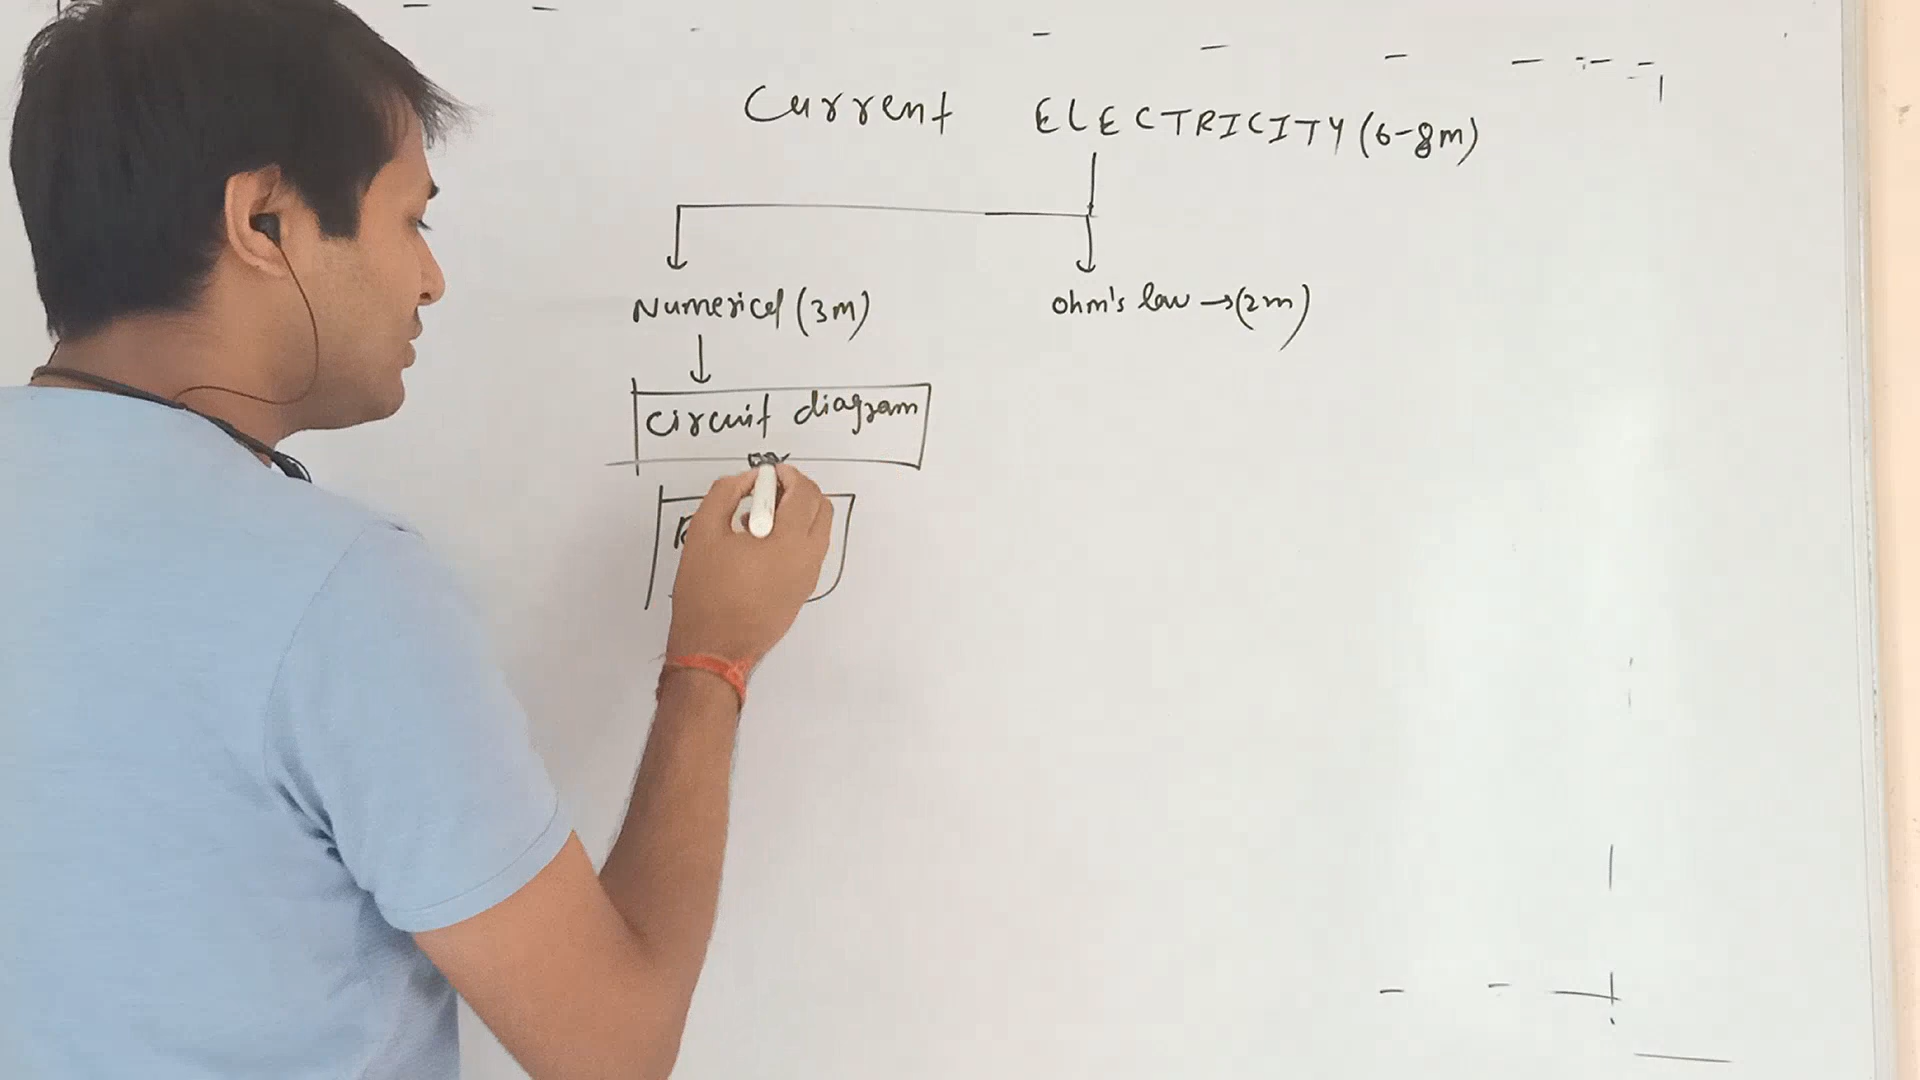 Current ELECTRICITY (6-8m)
Numerical (3m)
Ohm's law → (2m)
Circuit diagram